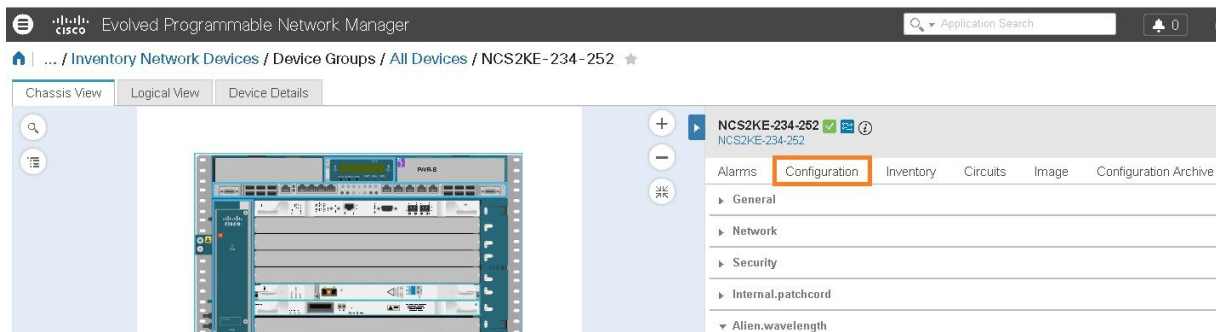 CISCO Evolved Programmable Network Manager
Application Search
0
... / Inventory Network Devices / Device Groups / All Devices / NCS2KE-234-252
Chassis View Logical View Device Details
NCS2KE-234-252
NCS2KE-234-252
Alarms Configuration Inventory Circuits Image Configuration Archive
General
Network
Security
Internal.patchcord
Alien.wavelength
PWR-B
CISCO